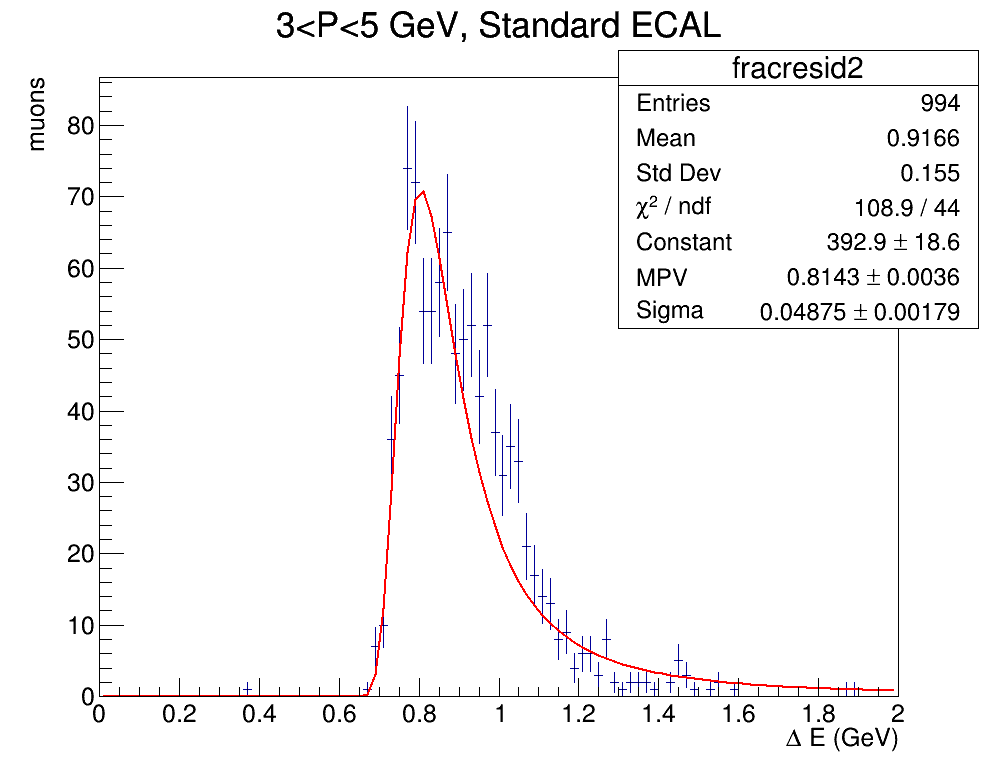 3<P<5 GeV, Standard ECAL
fracresid2
Entries 994
Mean 0.9166
Std Dev 0.155
χ² / ndf 108.9 / 44
Constant 392.9 ± 18.6
MPV 0.8143 ± 0.0036
Sigma 0.04875 ± 0.00179
muons
80
70
60
50
40
30
20
10
0
0 0.2 0.4 0.6 0.8 1 1.2 1.4 1.6 1.8 2
Δ E (GeV)